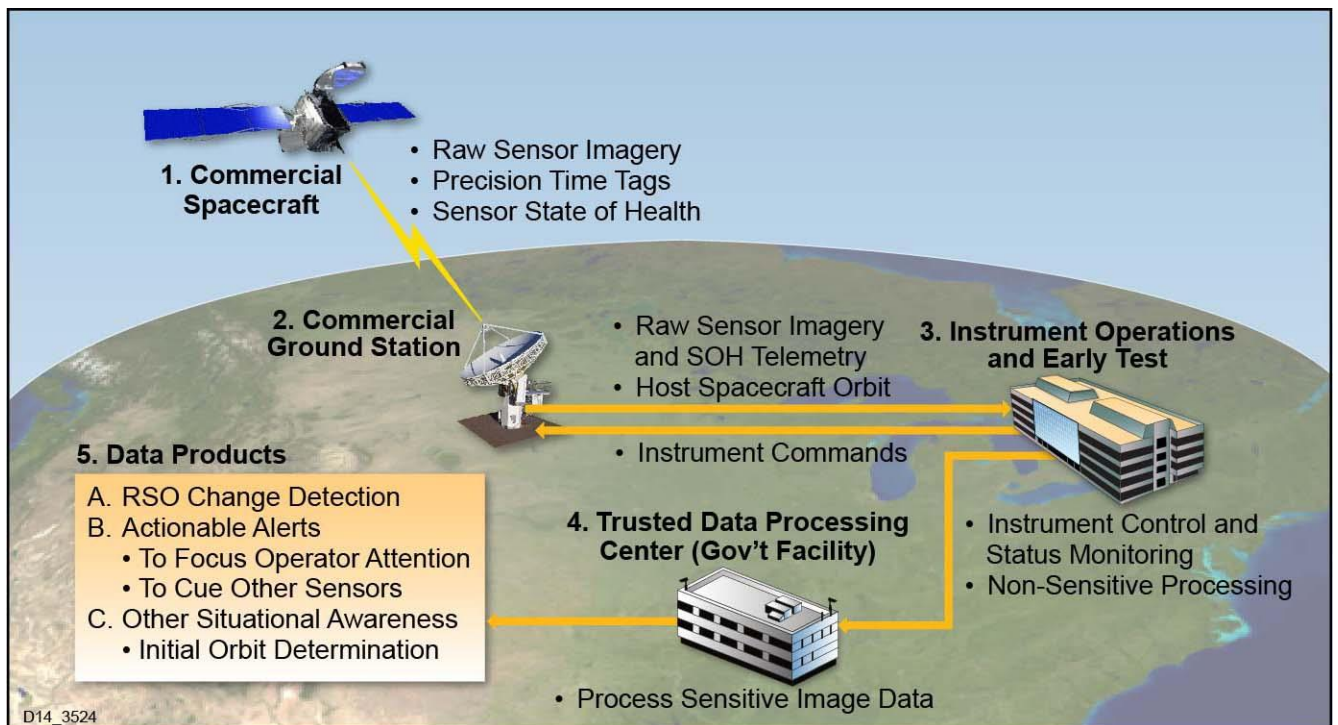 1. Commercial
Spacecraft
• Raw Sensor Imagery
• Precision Time Tags
• Sensor State of Health
2. Commercial
Ground Station
• Raw Sensor Imagery
and SOH Telemetry
• Host Spacecraft Orbit
• Instrument Commands
3. Instrument Operations
and Early Test
• Instrument Control and
Status Monitoring
• Non-Sensitive Processing
4. Trusted Data Processing
Center (Gov't Facility)
• Process Sensitive Image Data
5. Data Products
A. RSO Change Detection
B. Actionable Alerts
• To Focus Operator Attention
• To Cue Other Sensors
C. Other Situational Awareness
• Initial Orbit Determination
D14_3524